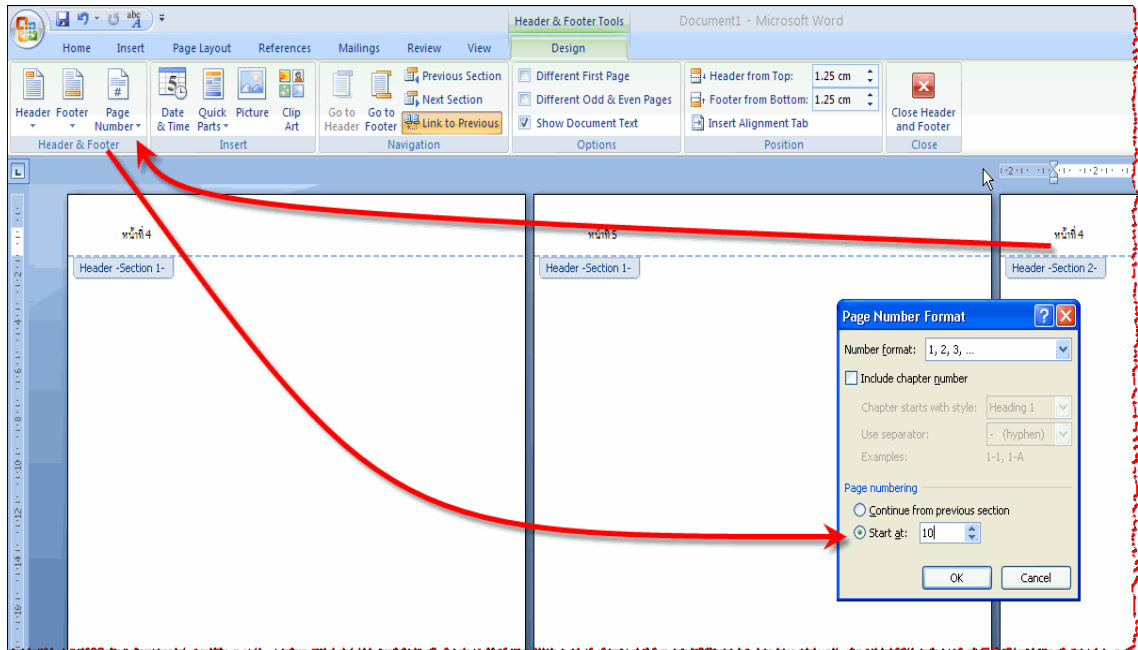 Header & Footer Tools
Document1 - Microsoft Word
Home Insert Page Layout References Mailings Review View Design
Header Footer Page Number
Date & Time Quick Parts Picture Clip Art
Go to Header Go to Footer
Previous Section
Next Section
Link to Previous
Different First Page
Different Odd & Even Pages
Show Document Text
Header from Top: 1.25 cm
Footer from Bottom: 1.25 cm
Insert Alignment Tab
Close Header and Footer
Header & Footer Insert Navigation Options Position Close
หน้าที่ 4 หน้าที่ 5 หน้าที่ 4
Header -Section 1- Header -Section 1- Header -Section 2-
Page Number Format
Number format: 1, 2, 3, ...
Include chapter number
Chapter starts with style: Heading 1
Use separator: - (hyphen)
Examples: 1-1, 1-A
Page numbering
Continue from previous section
Start at: 10
OK Cancel